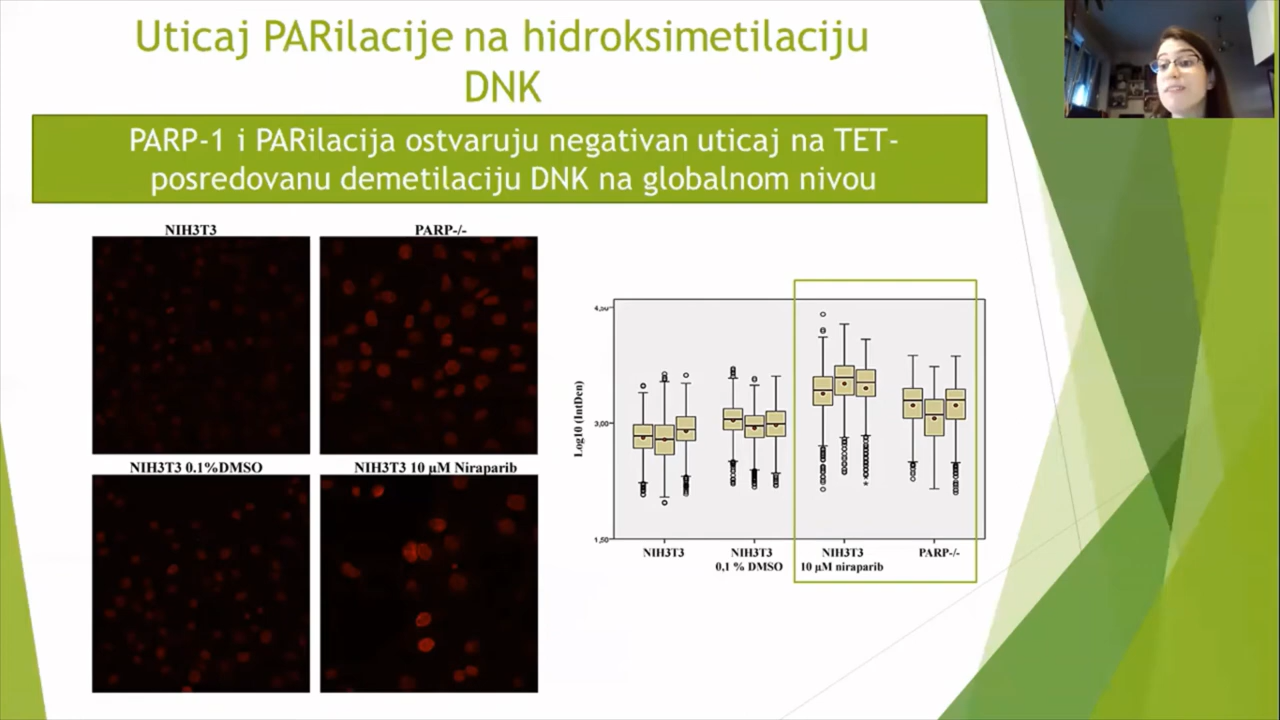 Uticaj PARilacije na hidroksimetilaciju
DNK
PARP-1 i PARilacija ostvaruju negativan uticaj na TET-
posredovanu demetilaciju DNK na globalnom nivou
NIH3T3
PARP-/-
NIH3T3 0.1%DMSO
NIH3T3 10 µM Niraparib
Log10 (IntDen)
4,50
3,00
1,50
NIH3T3
NIH3T3
0,1 % DMSO
NIH3T3
10 µM niraparib
PARP-/-